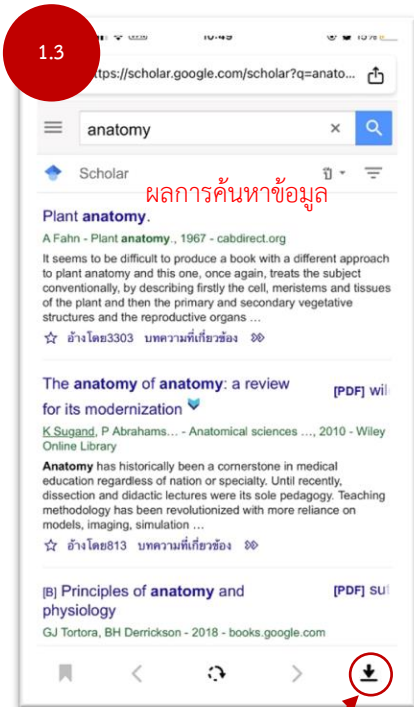 1.3
10:49
15%
ttps://scholar.google.com/scholar?q=anato...
anatomy
Scholar
ปี
ผลการค้นหาข้อมูล
Plant anatomy.
A Fahn - Plant anatomy., 1967 - cabdirect.org
It seems to be difficult to produce a book with a different approach
to plant anatomy and this one, once again, treats the subject
conventionally, by describing firstly the cell, meristems and tissues
of the plant and then the primary and secondary vegetative
structures and the reproductive organs ...
อ้างโดย3303 บทความที่เกี่ยวข้อง
The anatomy of anatomy: a review
[PDF] wil
for its modernization
K Sugand, P Abrahams... - Anatomical sciences ..., 2010 - Wiley
Online Library
Anatomy has historically been a cornerstone in medical
education regardless of nation or specialty. Until recently,
dissection and didactic lectures were its sole pedagogy. Teaching
methodology has been revolutionized with more reliance on
models, imaging, simulation ...
อ้างโดย813 บทความที่เกี่ยวข้อง
[B] Principles of anatomy and
[PDF] su
physiology
GJ Tortora, BH Derrickson - 2018 - books.google.com